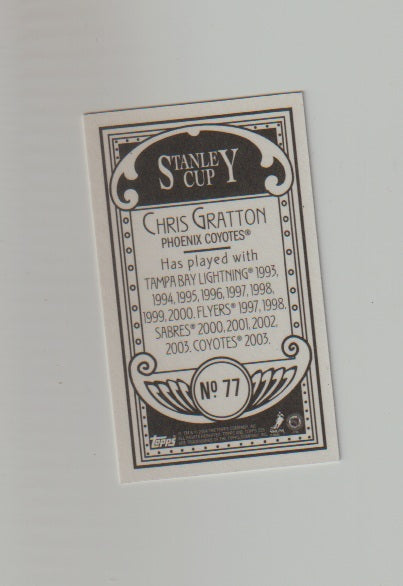 STANLEY
CUP
CHRIS GRATTON
PHOENIX COYOTES®
Has played with
TAMPA BAY LIGHTNING® 1993,
1994, 1995, 1996, 1997, 1998,
1999, 2000. FLYERS® 1997, 1998.
SABRES® 2000, 2001, 2002,
2003. COYOTES® 2003.
Nº 77
Topps